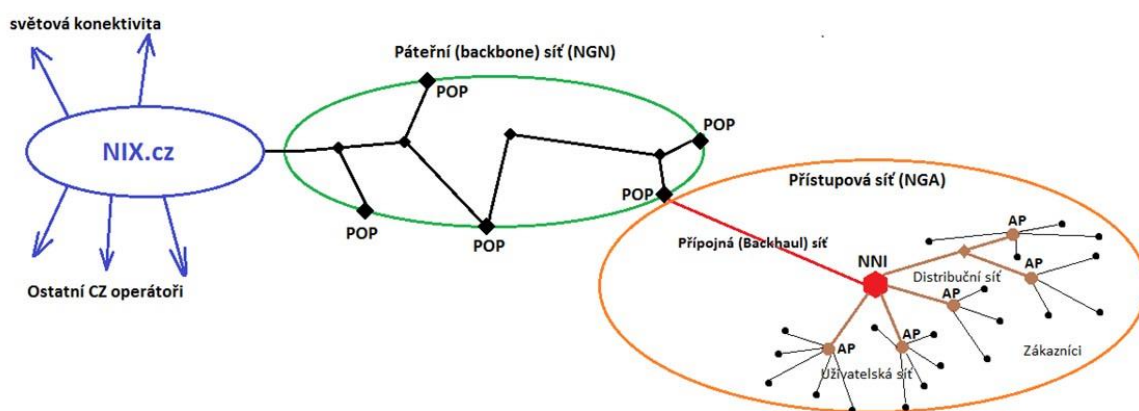 světová konektivita
Páteřní (backbone) síť (NGN)
POP
NIX.cz
POP
Přístupová síť (NGA)
POP
POP
POP
AP
Přípojná (Backhaul) síť
NNI
AP
Distribuční síť
Ostatní CZ operátoři
AP
AP
AP
Zákazníci
Uživatelská síť